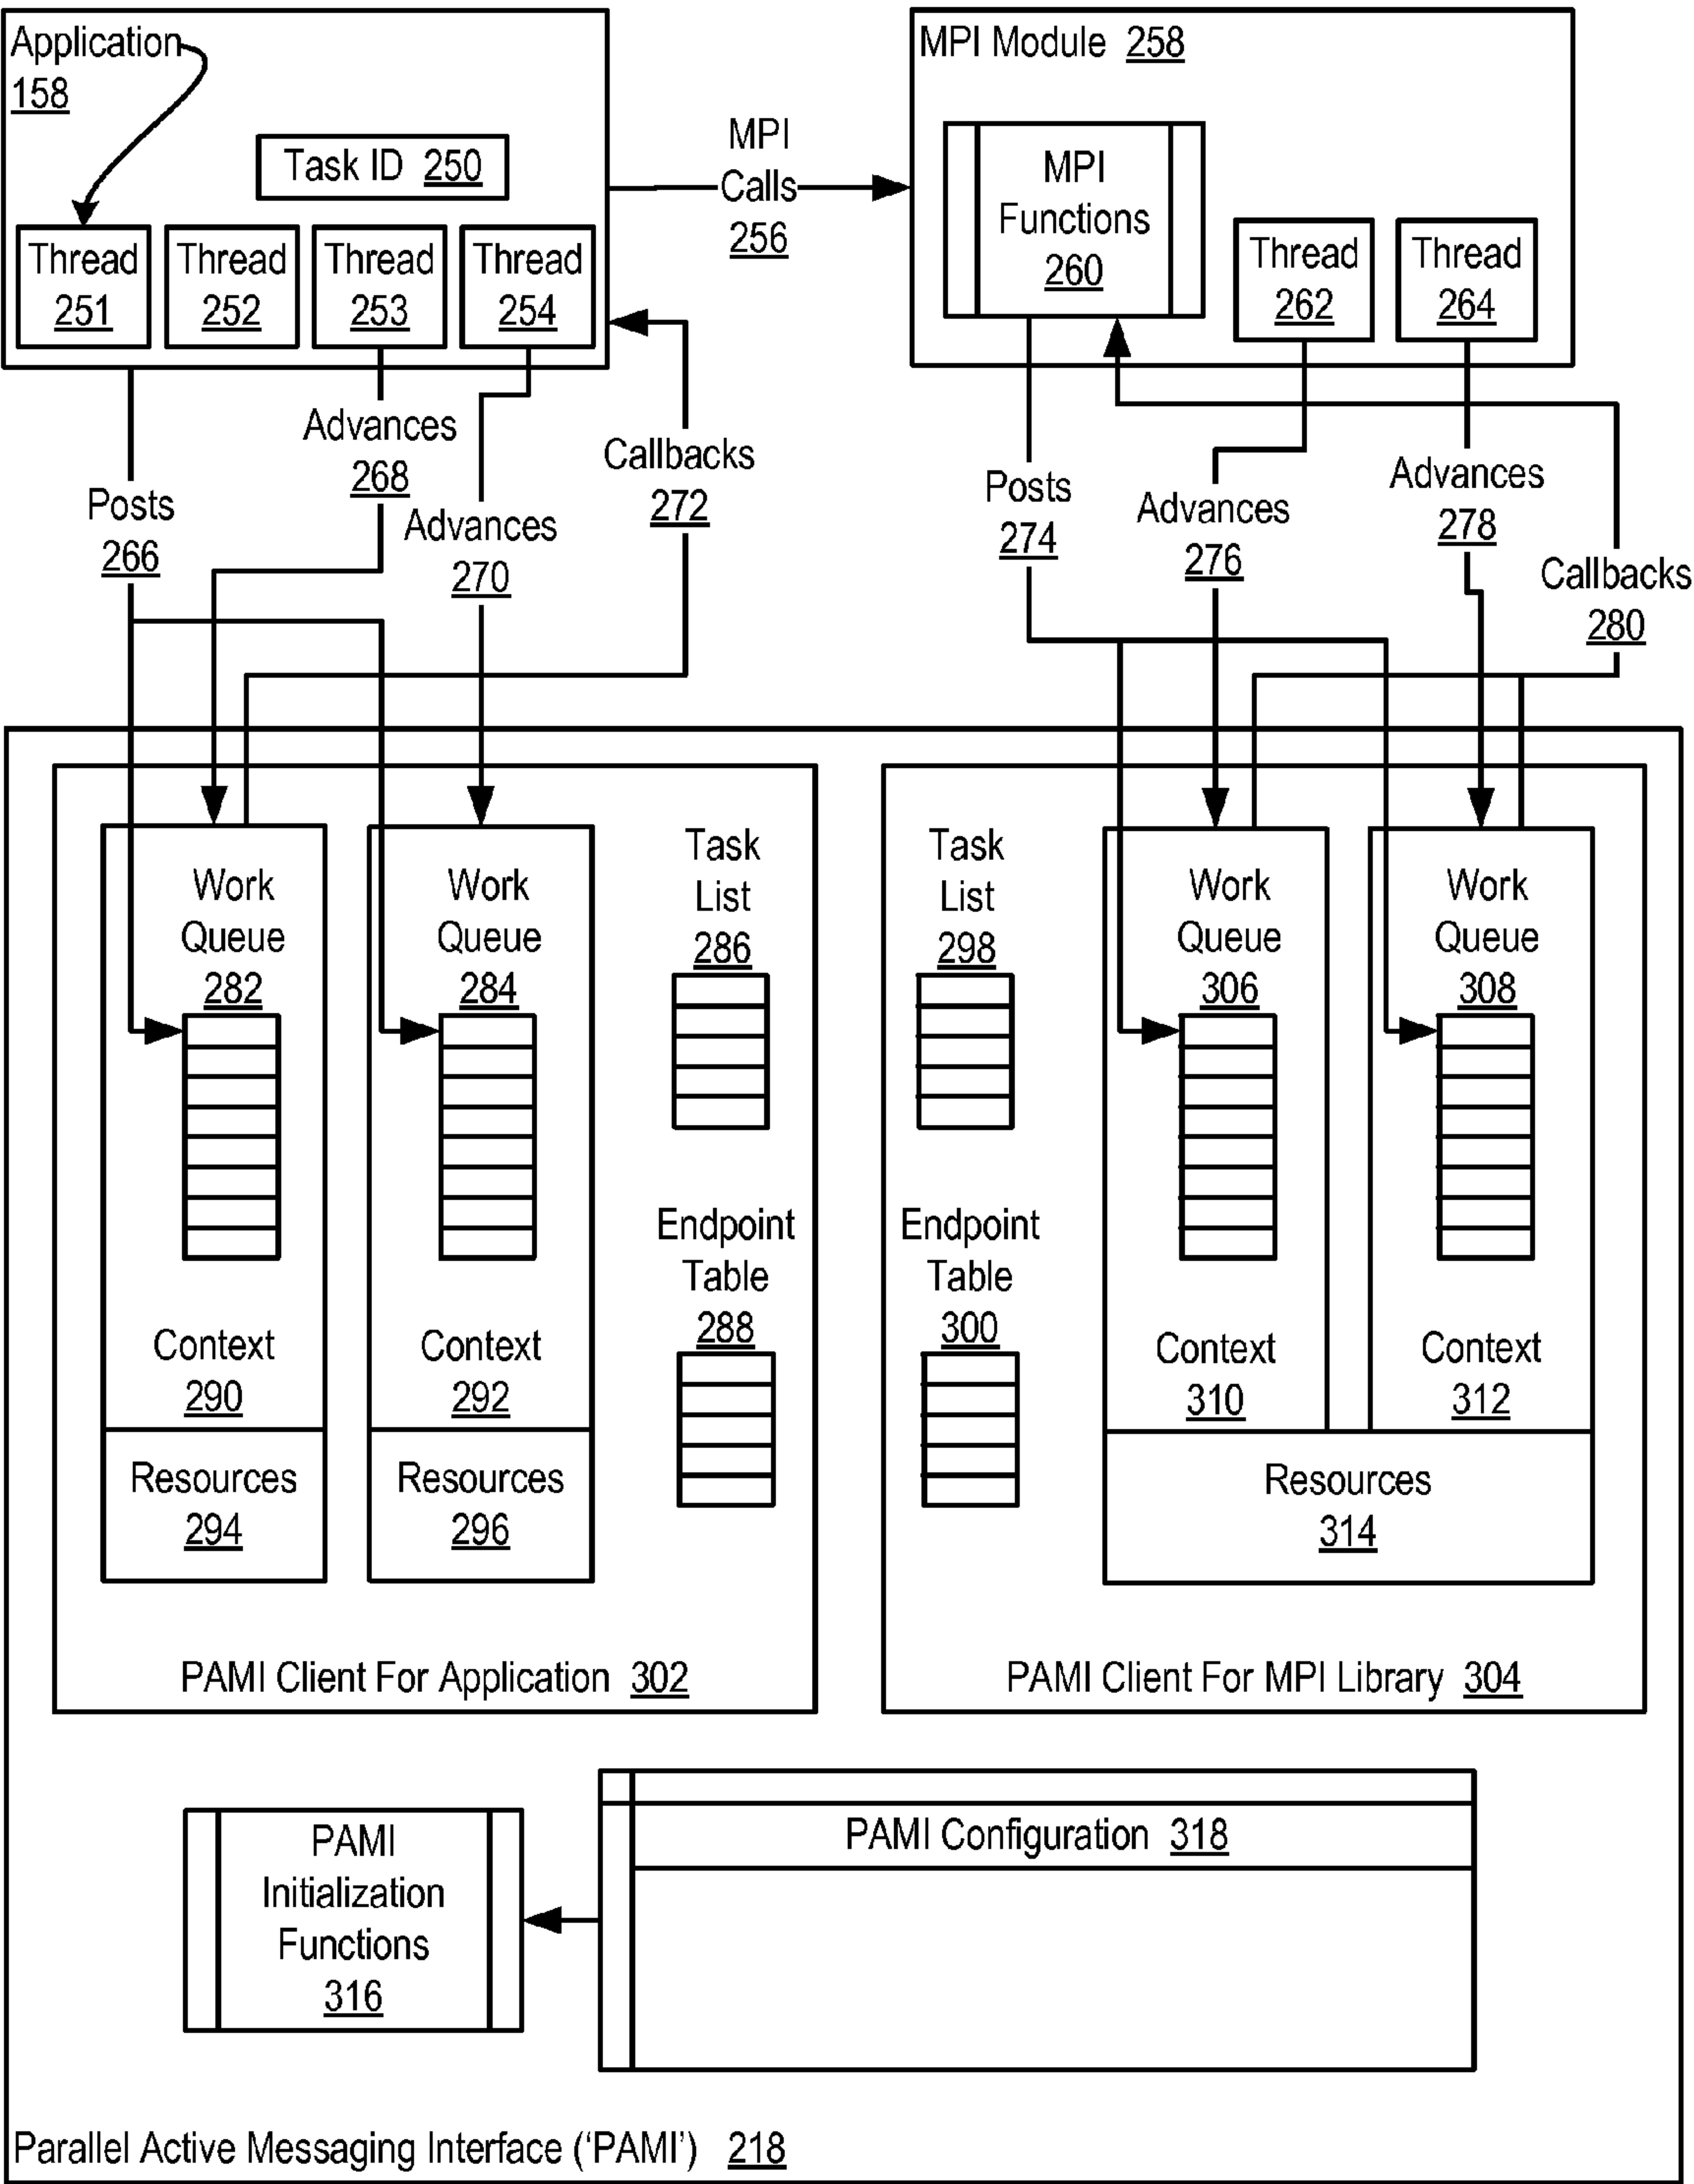 Application
158
Task ID 250
Thread
251
Thread
252
Thread
253
Thread
254
MPI
Calls
256
MPI Module 258
MPI
Functions
260
Thread
262
Thread
264
Posts
266
Advances
268
Advances
270
Callbacks
272
Posts
274
Advances
276
Advances
278
Callbacks
280
Work
Queue
282
Context
290
Resources
294
Work
Queue
284
Context
292
Resources
296
Task
List
286
Endpoint
Table
288
PAMI Client For Application 302
Task
List
298
Endpoint
Table
300
Work
Queue
306
Context
310
Work
Queue
308
Context
312
Resources
314
PAMI Client For MPI Library 304
PAMI
Initialization
Functions
316
PAMI Configuration 318
Parallel Active Messaging Interface (‘PAMI’) 218